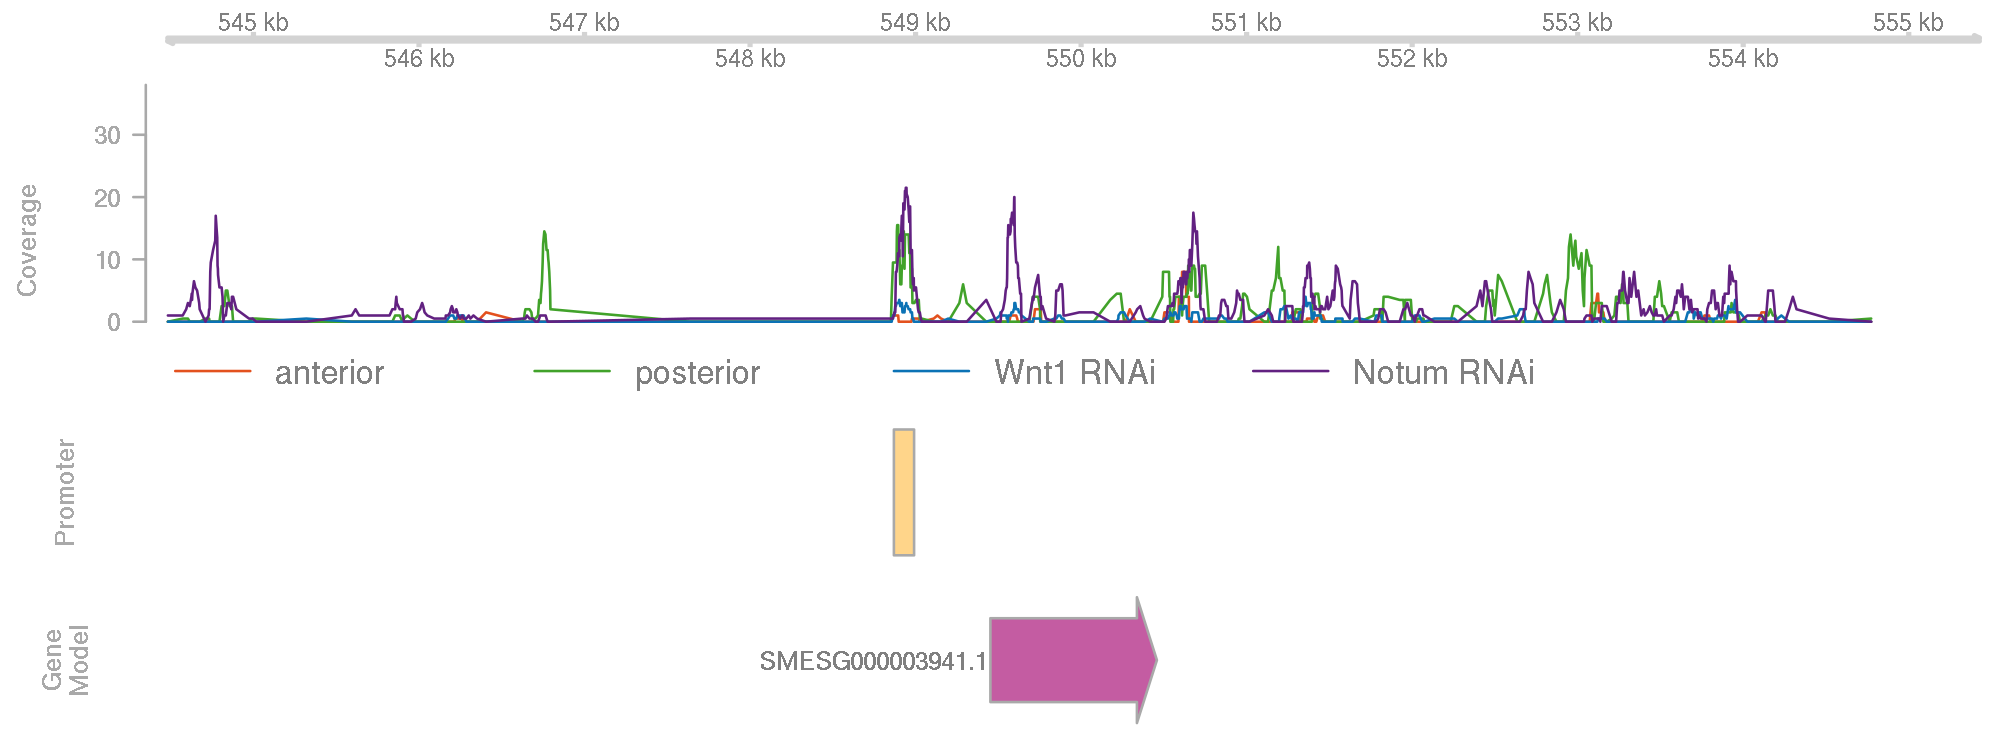 545 kb 547 kb 549 kb 551 kb 553 kb 555 kb
546 kb 548 kb 550 kb 552 kb 554 kb
Coverage
30
20
10
0
anterior posterior Wnt1 RNAi Notum RNAi
Promoter
Gene
Model
SMESG000003941.1